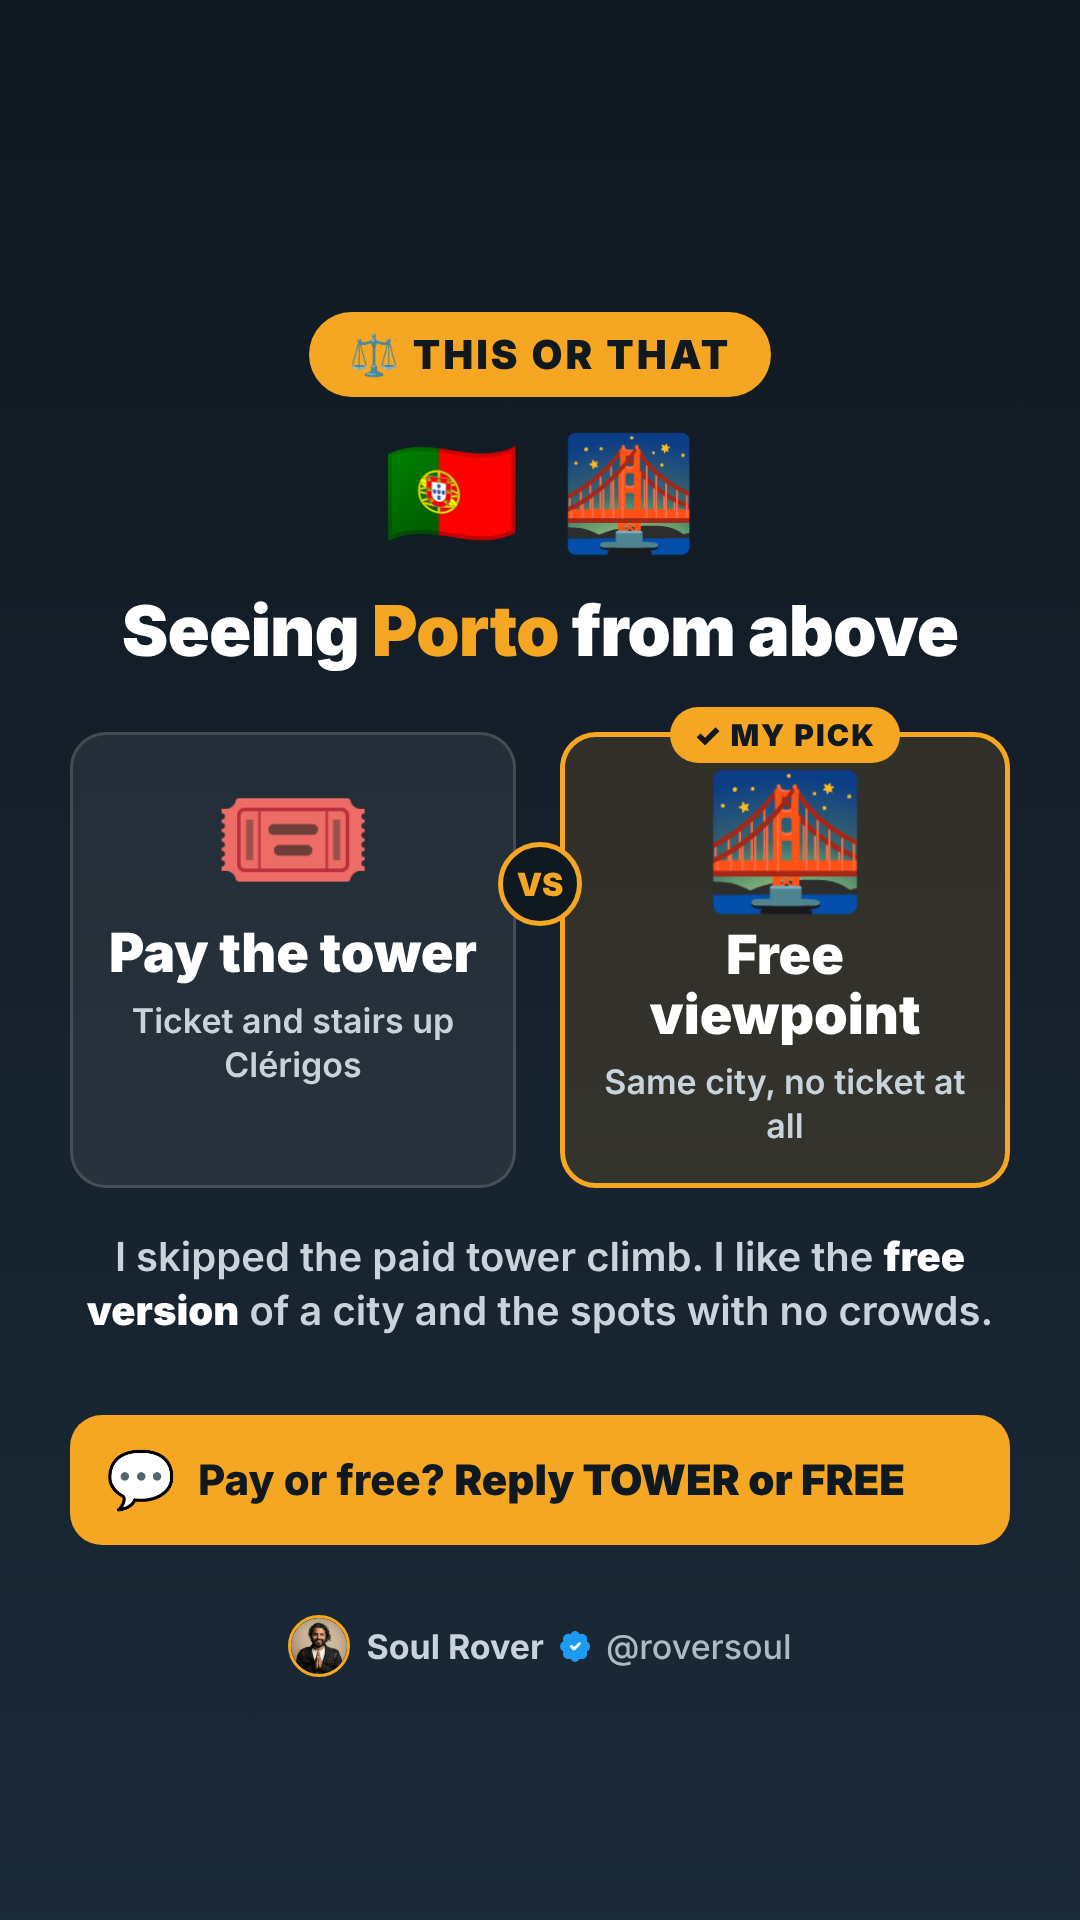 ⚖️ THIS OR THAT
Seeing Porto from above
✓ MY PICK
Pay the tower
Ticket and stairs up
Clérigos
VS
Free
viewpoint
Same city, no ticket at
all
I skipped the paid tower climb. I like the free
version of a city and the spots with no crowds.
Pay or free? Reply TOWER or FREE
Soul Rover @roversoul